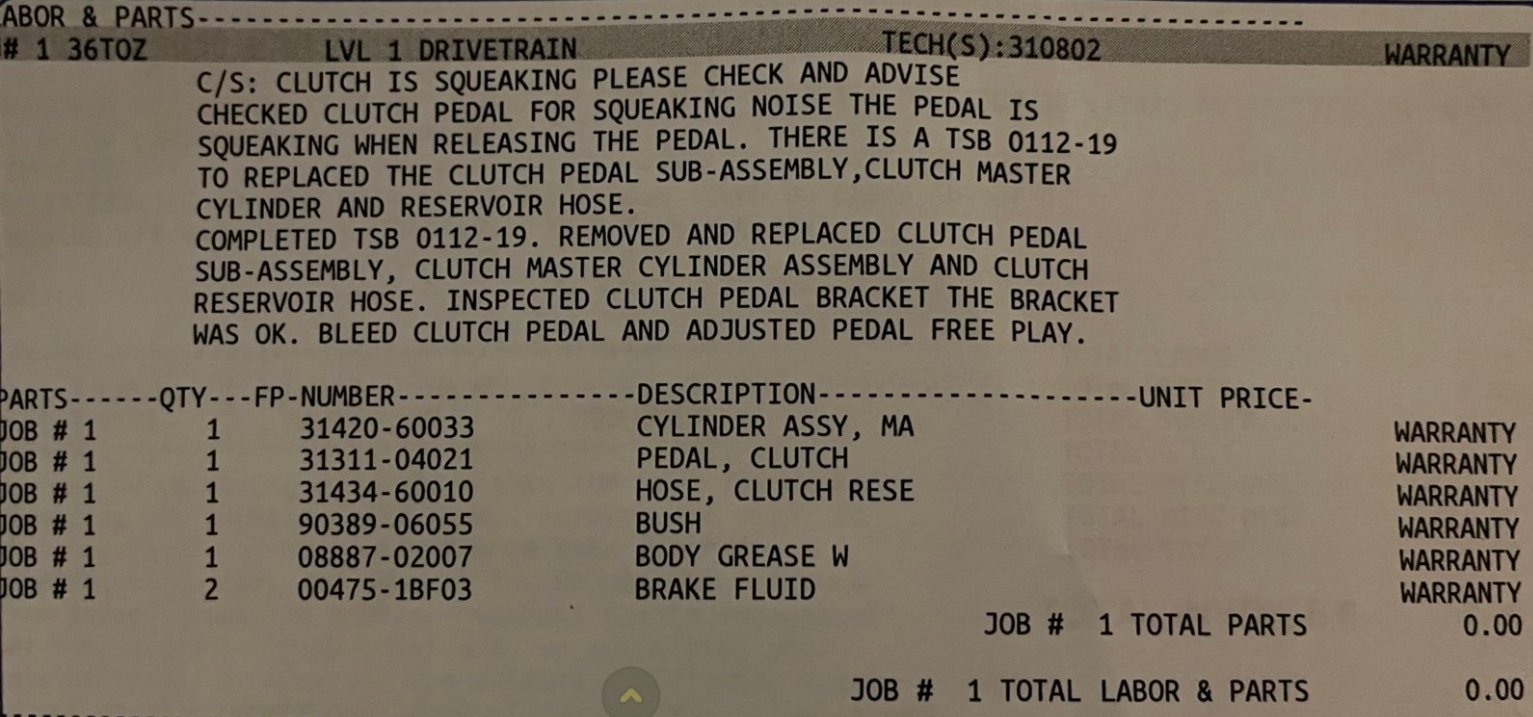 LABOR & PARTS----------------------------------------------------------------------
# 1 36TOZ LVL 1 DRIVETRAIN TECH(S):310802 WARRANTY
C/S: CLUTCH IS SQUEAKING PLEASE CHECK AND ADVISE
CHECKED CLUTCH PEDAL FOR SQUEAKING NOISE THE PEDAL IS
SQUEAKING WHEN RELEASING THE PEDAL. THERE IS A TSB 0112-19
TO REPLACED THE CLUTCH PEDAL SUB-ASSEMBLY,CLUTCH MASTER
CYLINDER AND RESERVOIR HOSE.
COMPLETED TSB 0112-19. REMOVED AND REPLACED CLUTCH PEDAL
SUB-ASSEMBLY, CLUTCH MASTER CYLINDER ASSEMBLY AND CLUTCH
RESERVOIR HOSE. INSPECTED CLUTCH PEDAL BRACKET THE BRACKET
WAS OK. BLEED CLUTCH PEDAL AND ADJUSTED PEDAL FREE PLAY.
PARTS------QTY---FP-NUMBER---------------DESCRIPTION--------------------UNIT PRICE-
JOB # 1 1 31420-60033 CYLINDER ASSY, MA WARRANTY
JOB # 1 1 31311-04021 PEDAL, CLUTCH WARRANTY
JOB # 1 1 31434-60010 HOSE, CLUTCH RESE WARRANTY
JOB # 1 1 90389-06055 BUSH WARRANTY
JOB # 1 1 08887-02007 BODY GREASE W WARRANTY
JOB # 1 2 00475-1BF03 BRAKE FLUID WARRANTY
JOB # 1 TOTAL PARTS 0.00
JOB # 1 TOTAL LABOR & PARTS 0.00